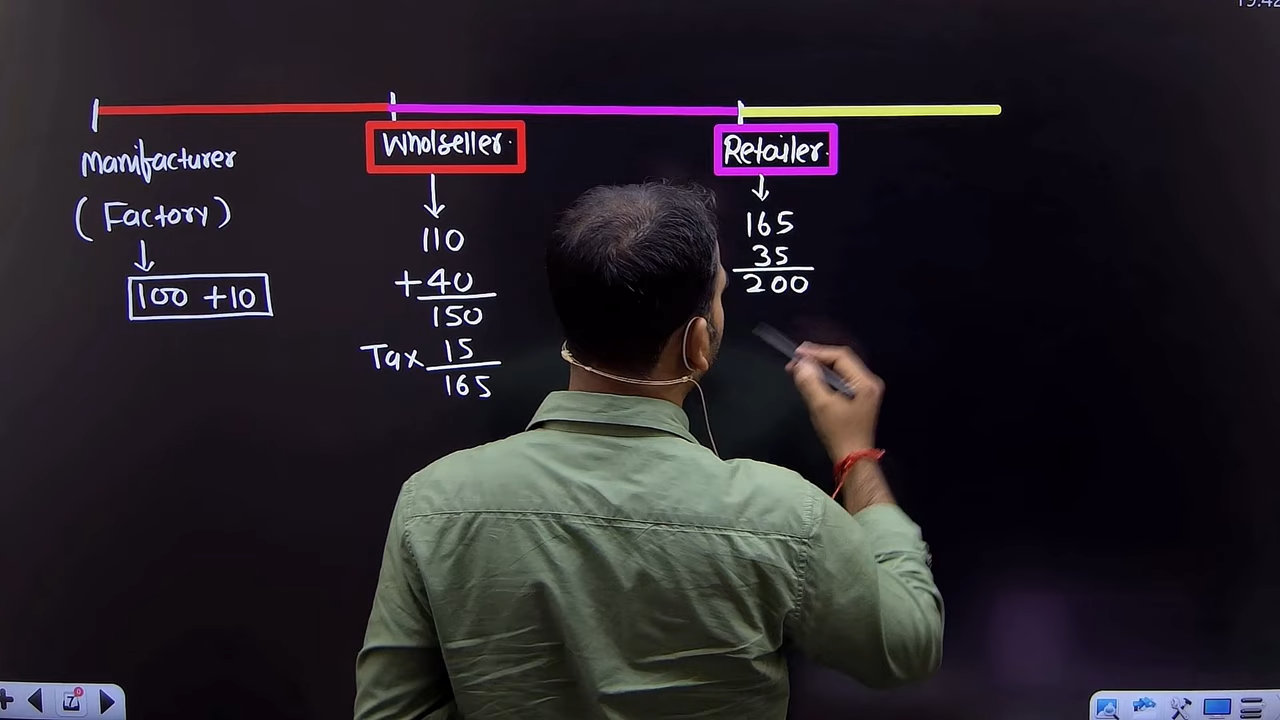 Manifacturer
(Factory)
100 +10
Wholseller.
110
+40
150
Tax 15
165
Retailer.
165
35
200